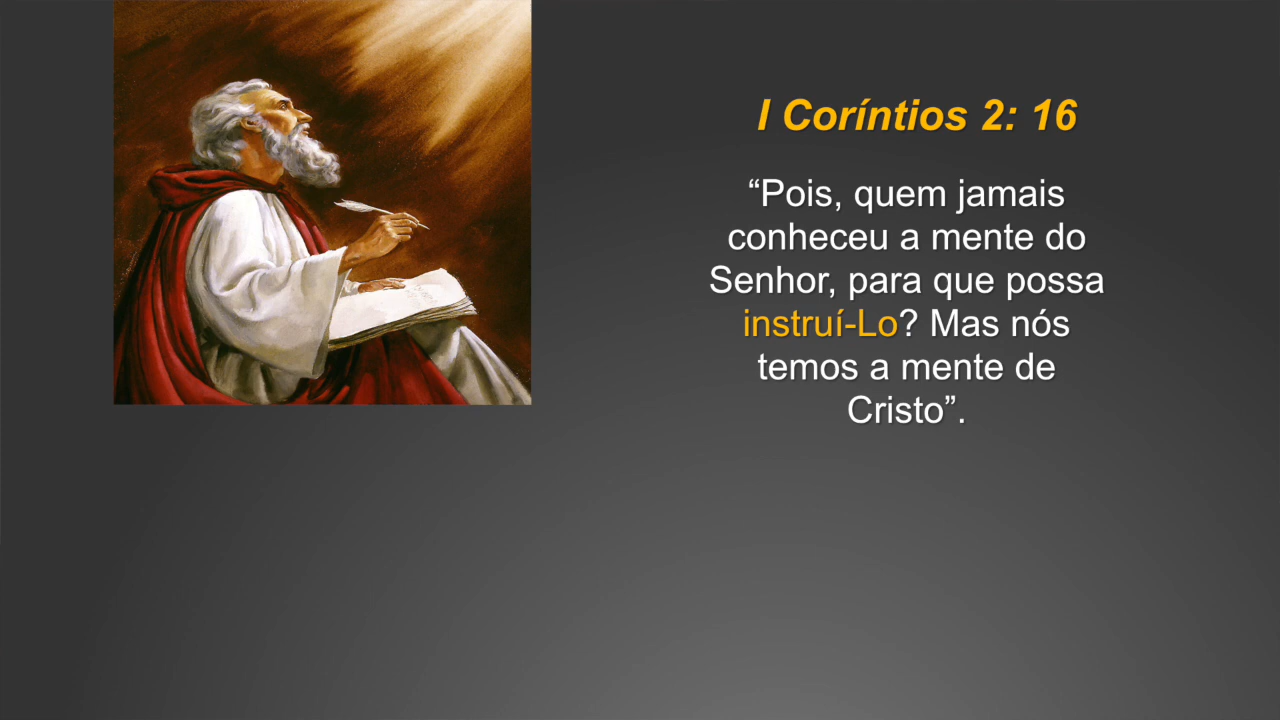 I Coríntios 2: 16
“Pois, quem jamais
conheceu a mente do
Senhor, para que possa
instruí-Lo? Mas nós
temos a mente de
Cristo”.